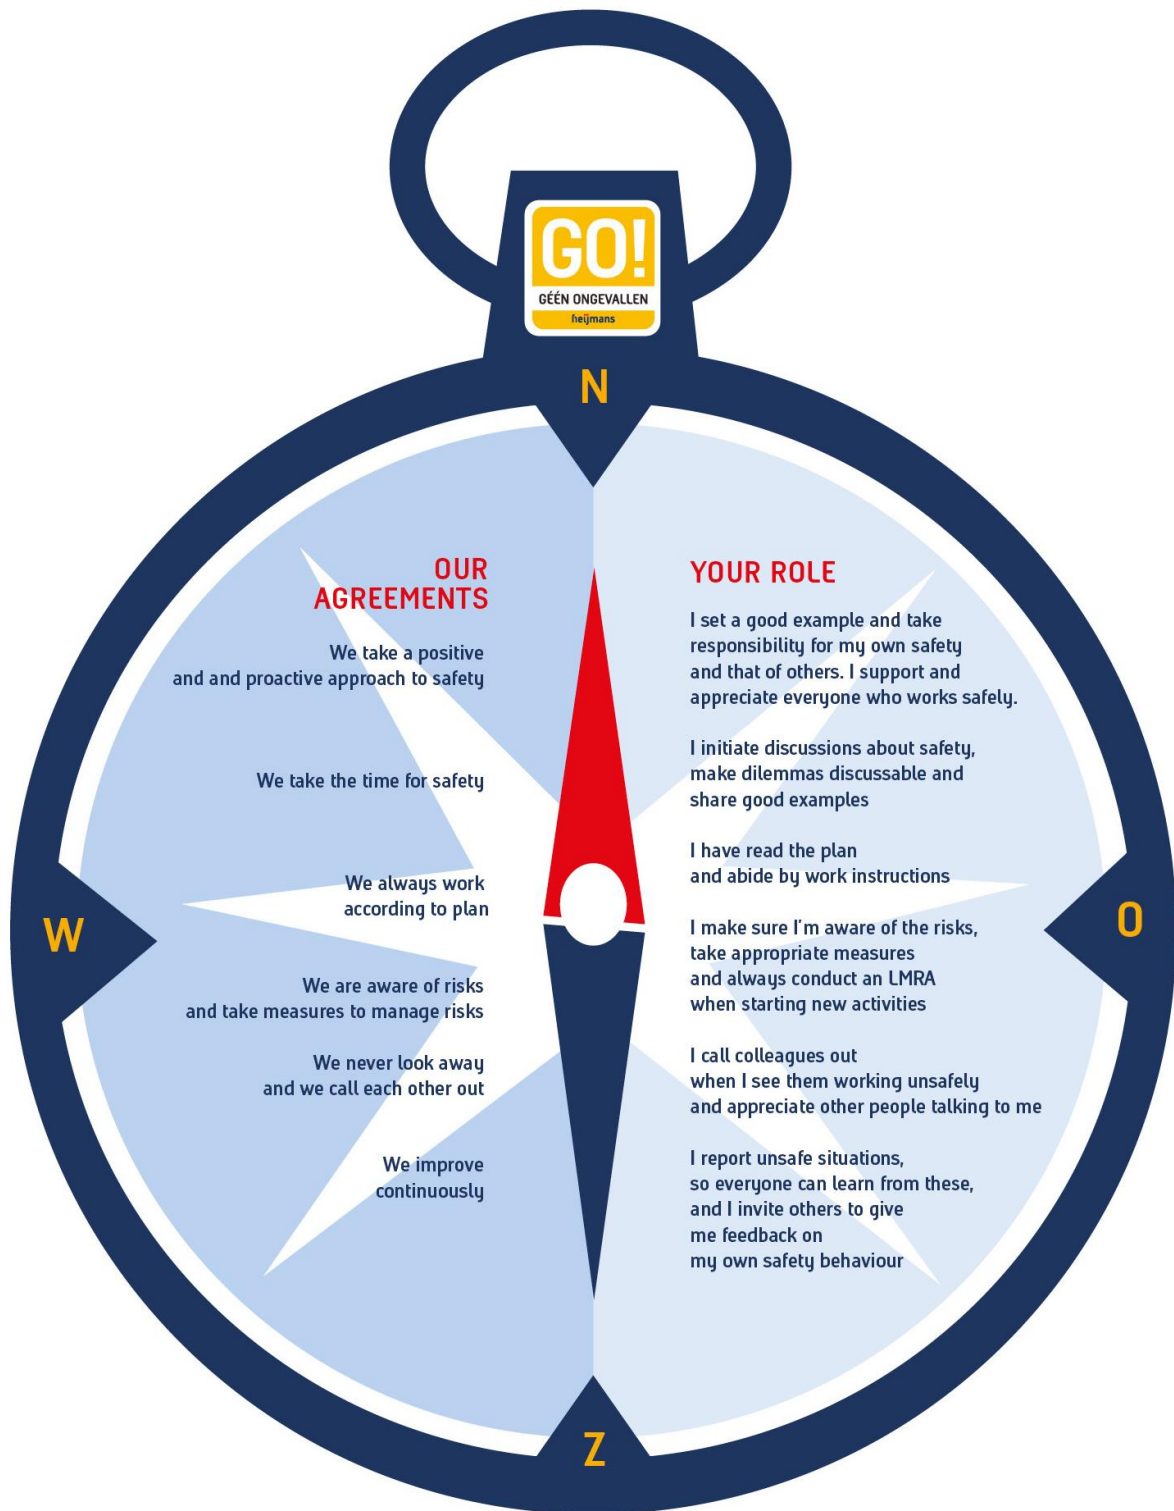 GO!
GÉÉN ONGEVALLEN
heijmans
N
OUR
AGREEMENTS
We take a positive
and and proactive approach to safety
We take the time for safety
We always work
according to plan
We are aware of risks
and take measures to manage risks
We never look away
and we call each other out
We improve
continuously
YOUR ROLE
I set a good example and take
responsibility for my own safety
and that of others. I support and
appreciate everyone who works safely.
I initiate discussions about safety,
make dilemmas discussable and
share good examples
I have read the plan
and abide by work instructions
I make sure I'm aware of the risks,
take appropriate measures
and always conduct an LMRA
when starting new activities
I call colleagues out
when I see them working unsafely
and appreciate other people talking to me
I report unsafe situations,
so everyone can learn from these,
and I invite others to give
me feedback on
my own safety behaviour
W
O
Z